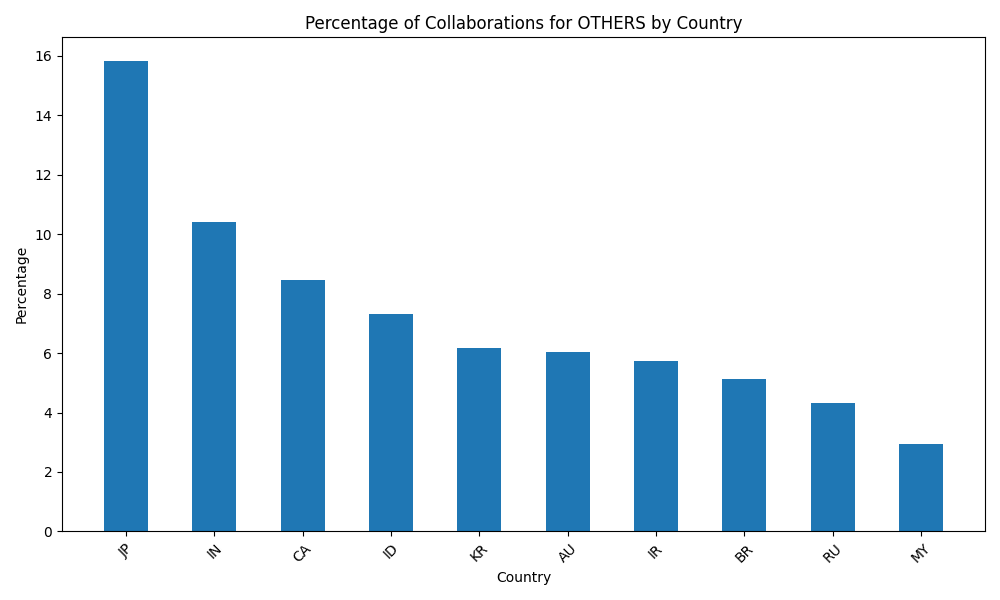 Percentage of Collaborations for OTHERS by Country
Percentage
16
14
12
10
8
6
4
2
0
JP IN CA ID KR AU IR BR RU MY
Country